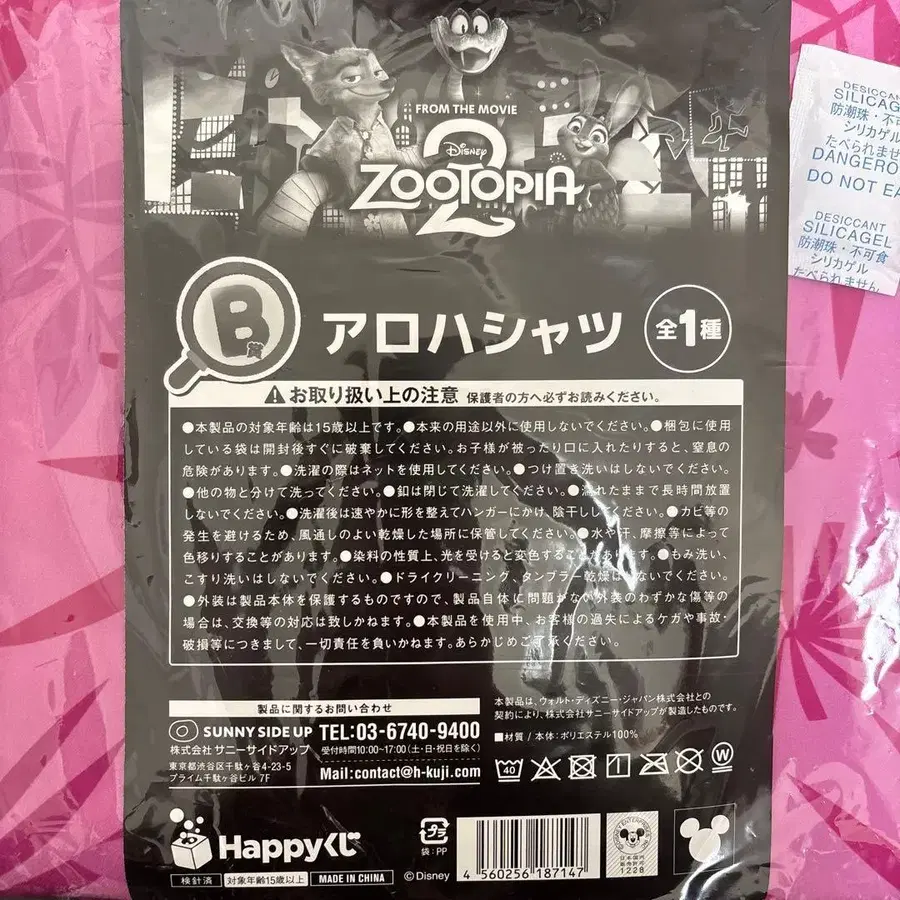 FROM THE MOVIE
Disney
ZOOTOPIA
2
B賞
アロハシャツ
全1種
⚠お取り扱い上の注意 保護者の方へ必ずお読みください。
●本製品の対象年齢は15歳以上です。●本来の用途以外に使用しないでください。●梱包に使用
している袋は開封後すぐに破棄してください。お子様が被ったり口に入れたりすると、窒息の
危険があります。●洗濯の際はネットを使用してください。●つけ置き洗いはしないでください。
●他の物と分けて洗ってください。●釦は閉じて洗濯してください。●濡れたままで長時間放置
しないでください。●洗濯後は速やかに形を整えてハンガーにかけ、陰干ししてください。●カビ等の
発生を避けるため、風通しのよい乾燥した場所に保管してください。●水や汗、摩擦等によって
色移りすることがあります。●染料の性質上、光を受けると変色することがあります。●もみ洗い、
こすり洗いはしないでください。●ドライクリーニング、タンブラー乾燥はしないでください。
●外装は製品本体を保護するものですので、製品自体に問題がない外装のわずかな傷等の
場合は、交換等の対応は致しかねます。●本製品を使用中、お客様の過失によるケガや事故・
破損等につきまして、一切責任を負いかねます。あらかじめご了承ください。
製品に関するお問い合わせ
SUNNY SIDE UP
株式会社 サニーサイドアップ
東京都渋谷区千駄ヶ谷4-23-5
プライム千駄ヶ谷ビル 7F
TEL:03-6740-9400
受付時間10:00~17:00(土・日・祝日を除く)
Mail:contact@h-kuji.com
本製品は、ウォルト・ディズニー・ジャパン株式会社との
契約により、株式会社サニーサイドアップが製造したものです。
■材質 / 本体:ポリエステル100%
40
W
Happyくじ
検針済
対象年齢15歳以上
MADE IN CHINA
プラ
袋:PP
©Disney
4 560256 187147
日本国内
販売許可
1228
DESICCANT
SILICAGEL
防潮珠・不可食
シリカゲル
たべられません
DANGERO
DO NOT EA
DESICCANT
SILICAGEL
防潮珠・不可食
シリカゲル
たべられません